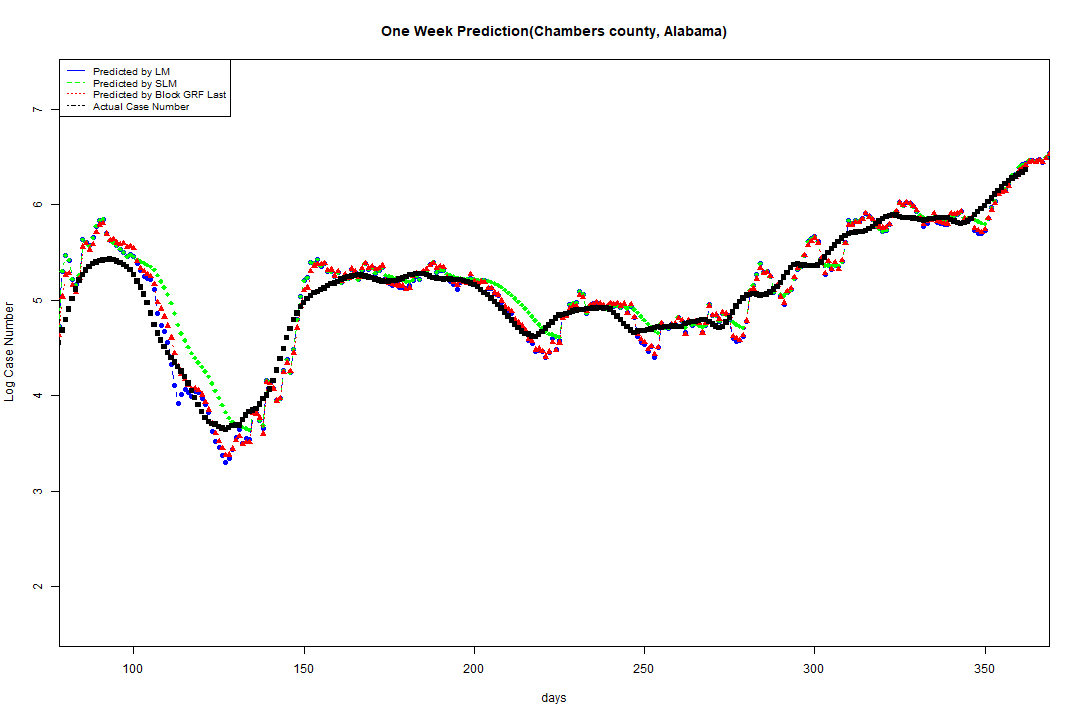 One Week Prediction(Chambers county, Alabama)
Predicted by LM
Predicted by SLM
Predicted by Block GRF Last
Actual Case Number
7
6
5
4
3
2
Log Case Number
100 150 200 250 300 350
days